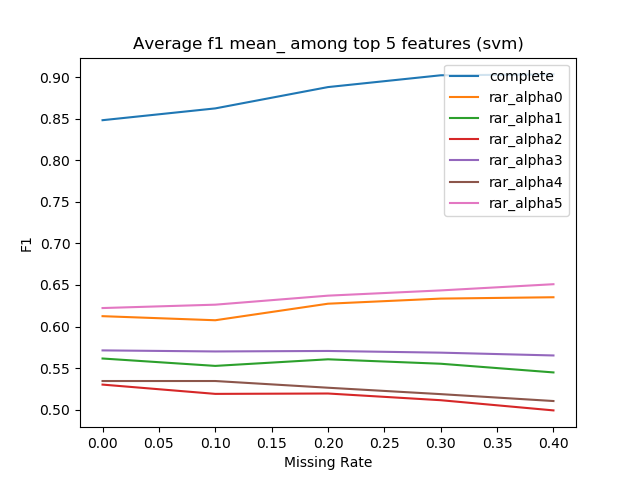 Average f1 mean_ among top 5 features (svm)
0.90
0.85
0.80
0.75
0.70
0.65
0.60
0.55
0.50
F1
complete
rar_alpha0
rar_alpha1
rar_alpha2
rar_alpha3
rar_alpha4
rar_alpha5
0.00 0.05 0.10 0.15 0.20 0.25 0.30 0.35 0.40
Missing Rate